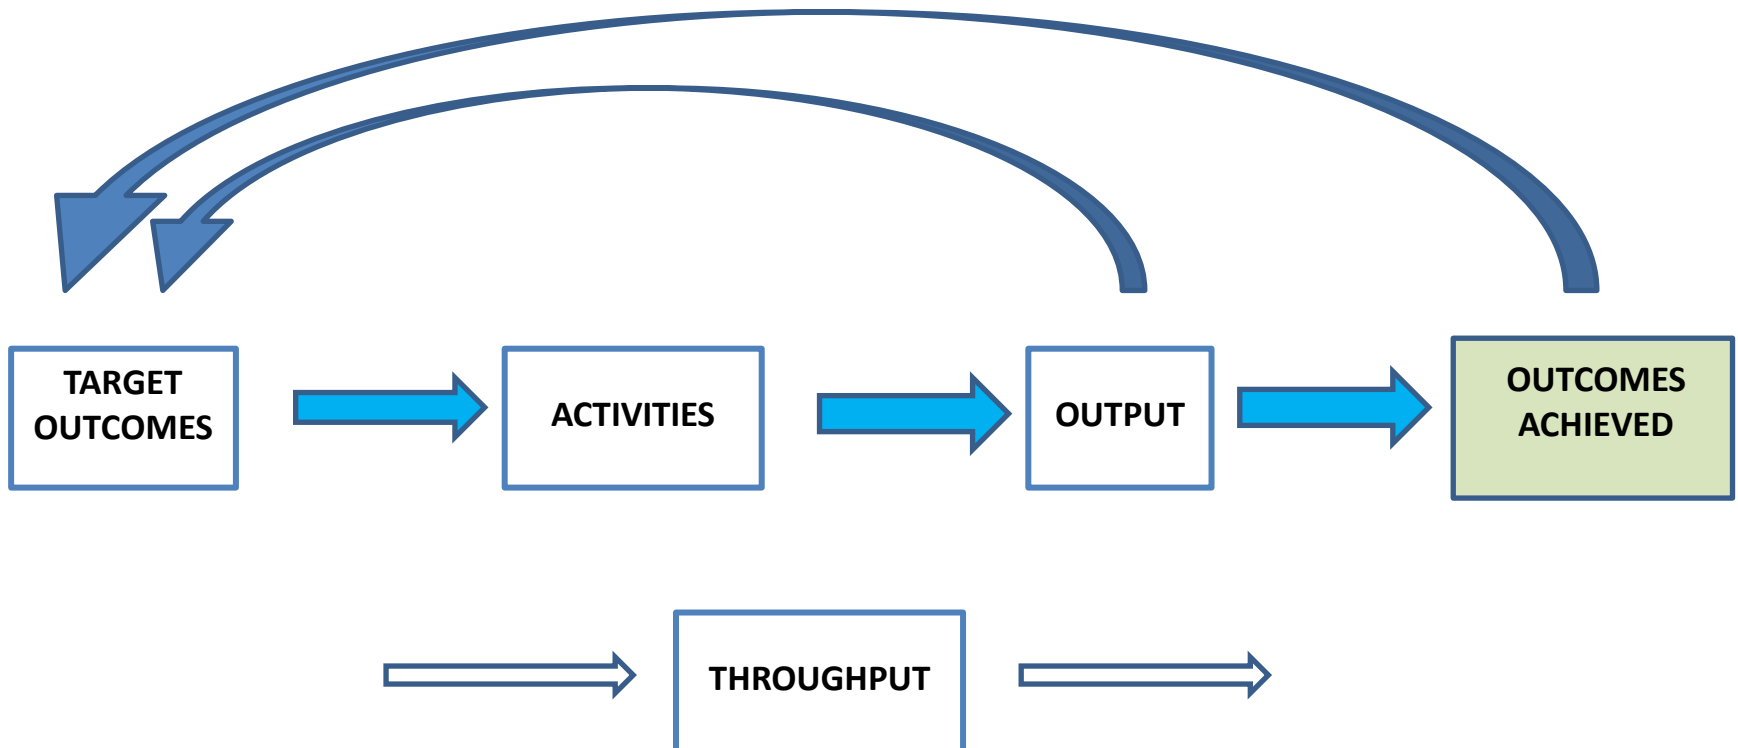 TARGET
OUTCOMES
ACTIVITIES
OUTPUT
OUTCOMES
ACHIEVED
THROUGHPUT